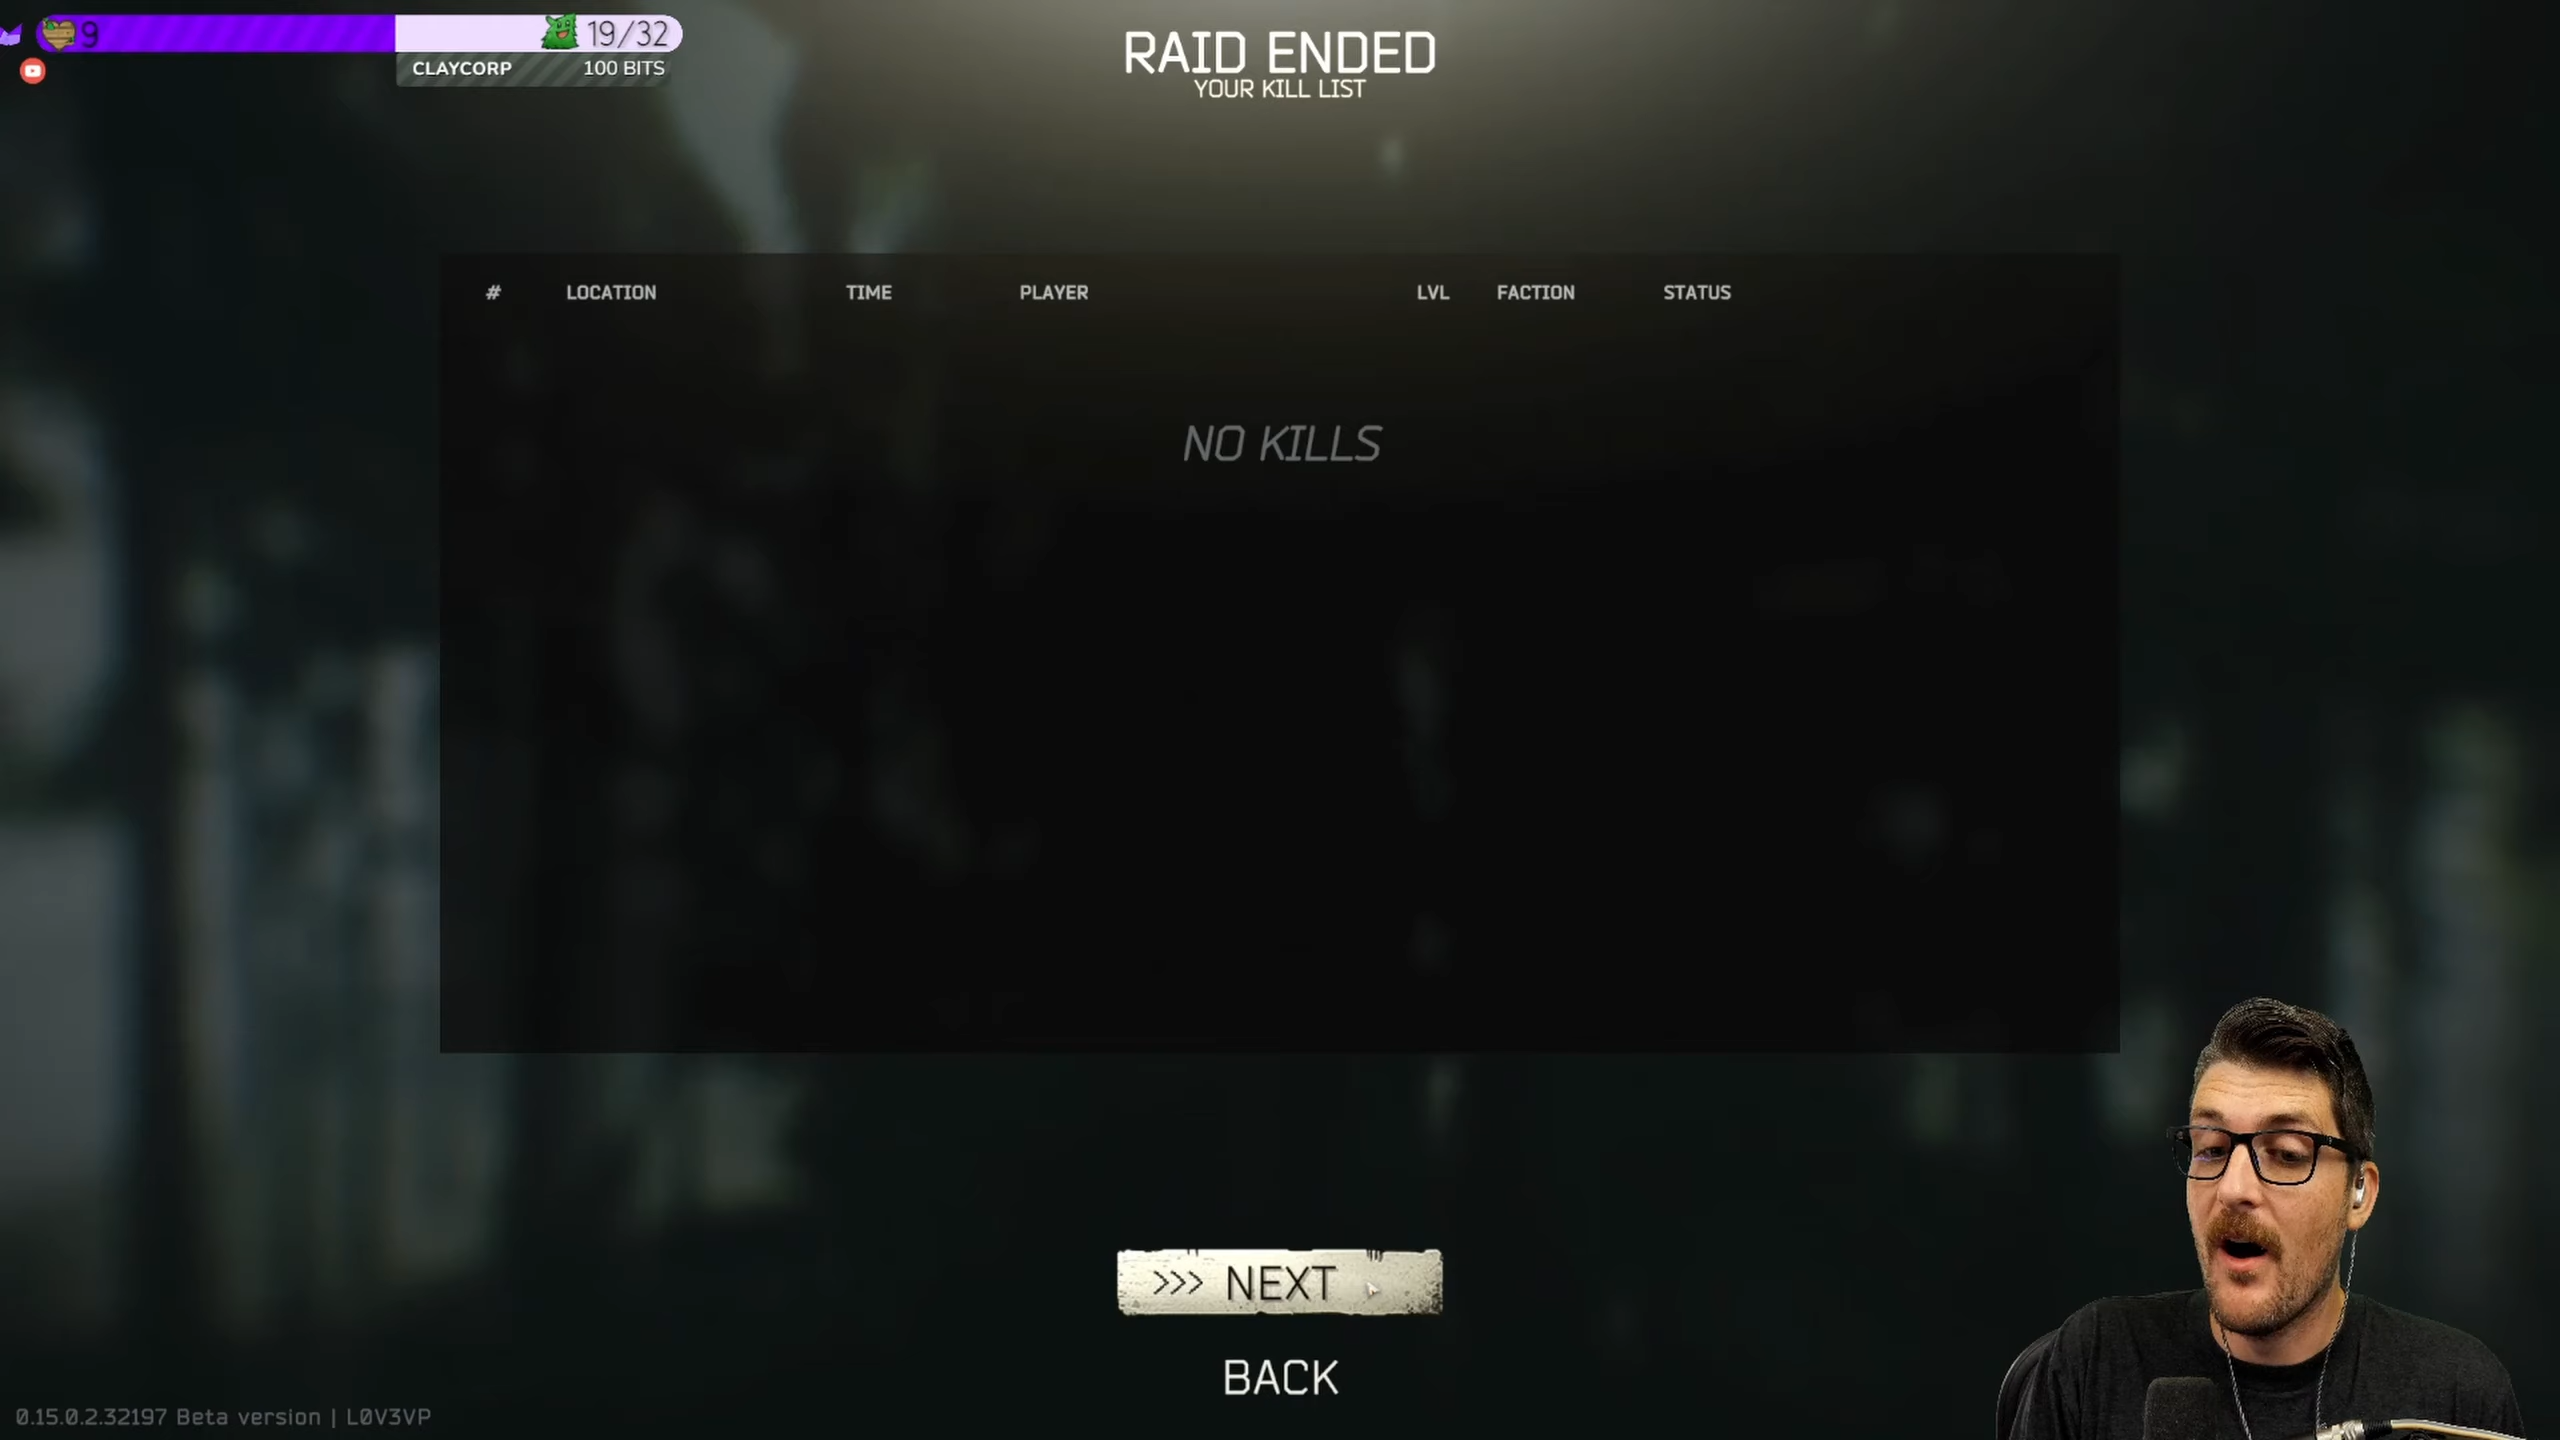 9
19/32
CLAYCORP 100 BITS
RAID ENDED
YOUR KILL LIST
# LOCATION TIME PLAYER LVL FACTION STATUS
NO KILLS
>>> NEXT
BACK
0.15.0.2.32197 Beta version | L0V3VP